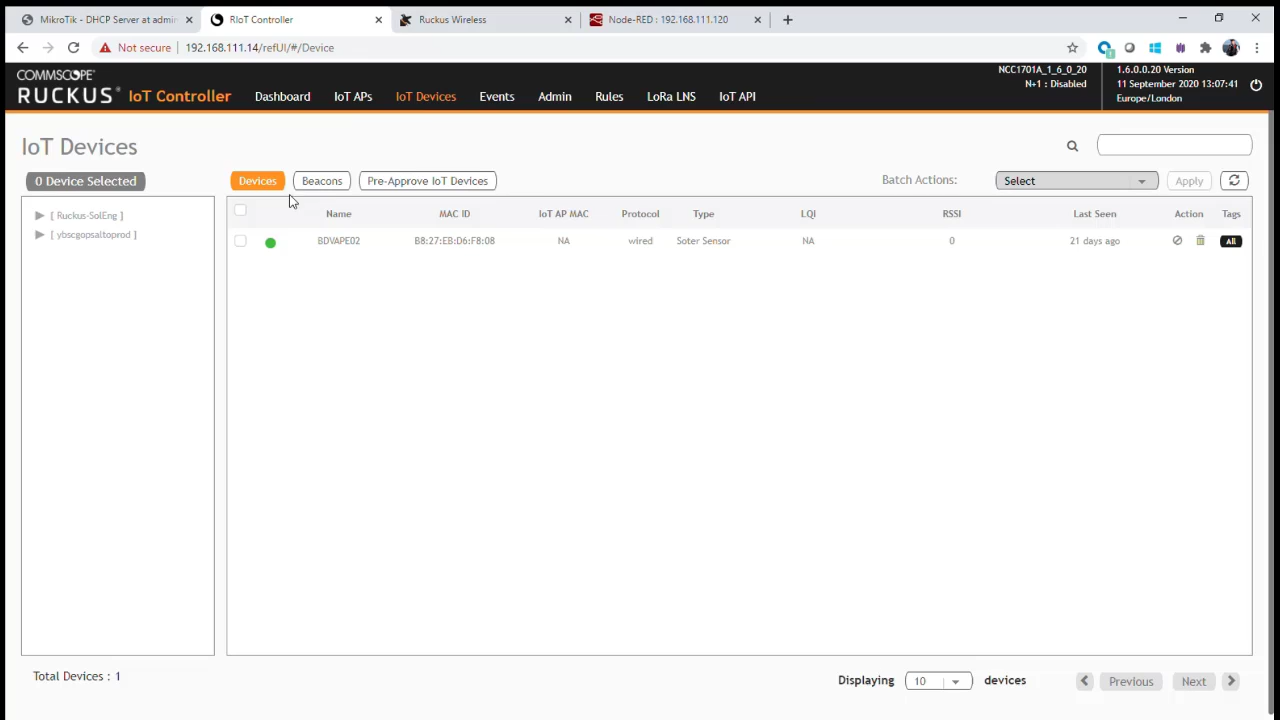 MikroTik - DHCP Server at admin
RIoT Controller
Ruckus Wireless
Node-RED : 192.168.111.120
Not secure
192.168.111.14/refUI/#/Device
COMMSCOPE
RUCKUS IoT Controller
Dashboard
IoT APs
IoT Devices
Events
Admin
Rules
LoRa LNS
IoT API
NCC1701A_1_6_0_20
N+1 : Disabled
1.6.0.0.20 Version
11 September 2020 13:07:41
Europe/London
IoT Devices
0 Device Selected
Devices
Beacons
Pre-Approve IoT Devices
Batch Actions:
Select
Apply
[ Ruckus-SolEng ]
[ ybscgopsaltoprod ]
Name MAC ID IoT AP MAC Protocol Type LQI RSSI Last Seen Action Tags
BDVAPE02 B8:27:EB:D6:F8:08 NA wired Soter Sensor NA 0 21 days ago All
Total Devices : 1
Displaying 10 devices
Previous
Next